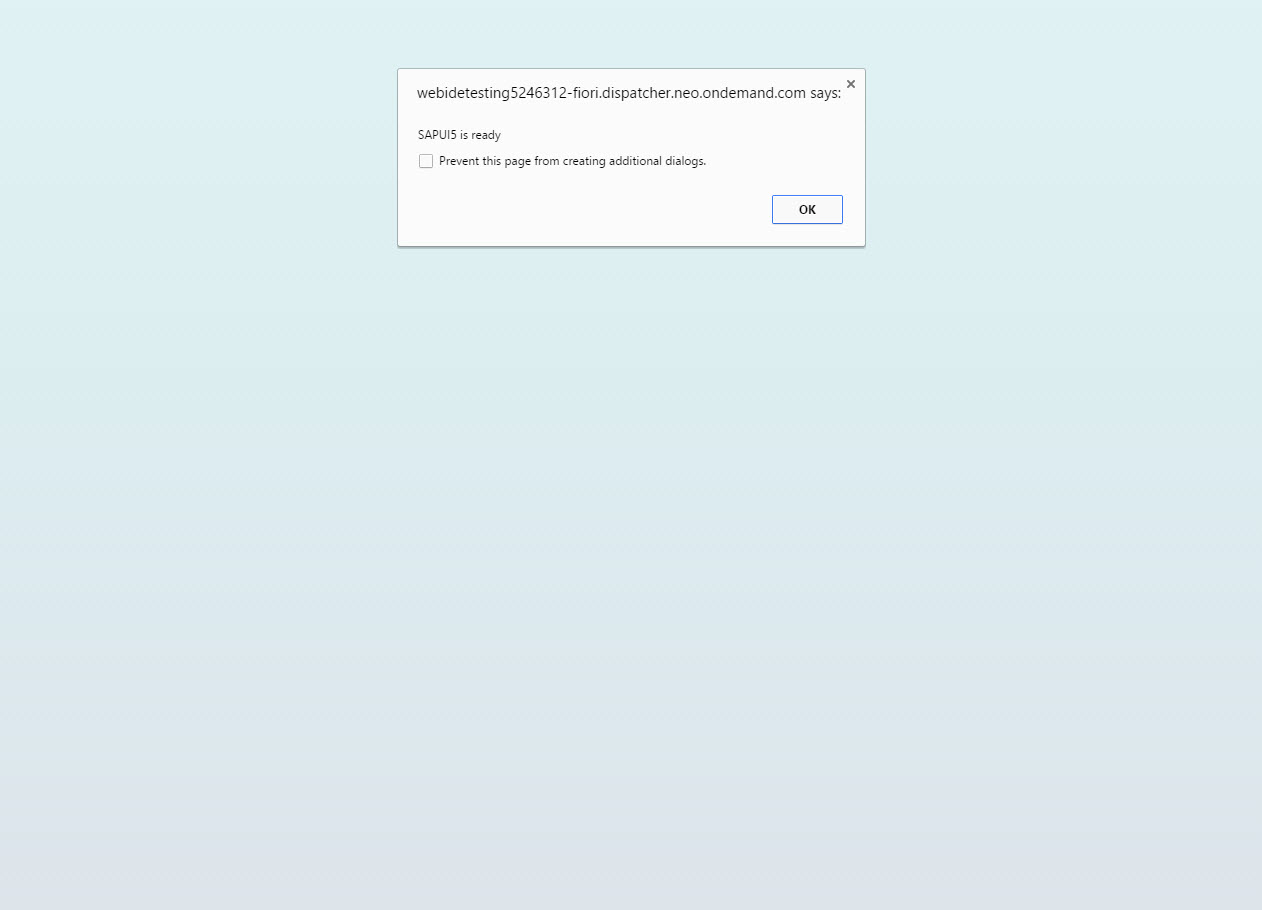 webidetesting5246312-fiori.dispatcher.neo.ondemand.com says:
SAPUI5 is ready
Prevent this page from creating additional dialogs.
OK